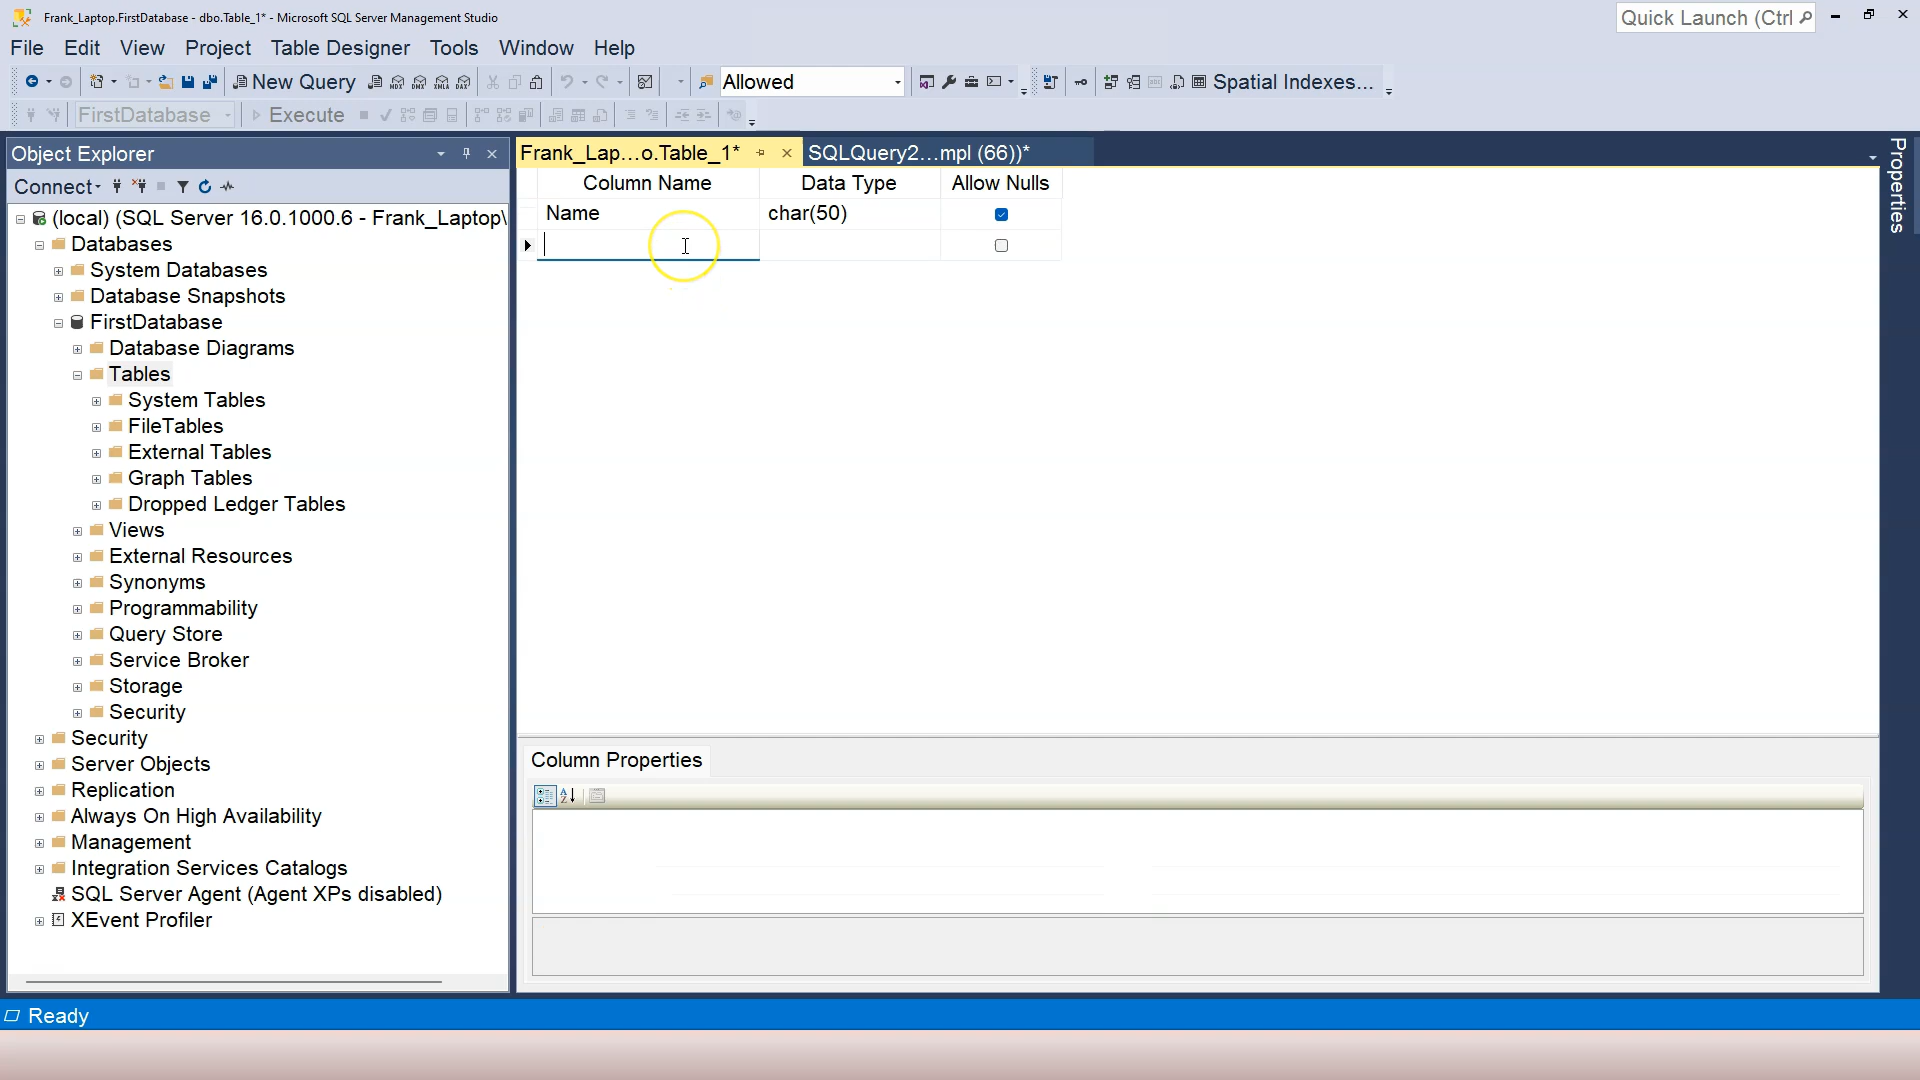 Frank_Laptop.FirstDatabase - dbo.Table_1* - Microsoft SQL Server Management Studio
Quick Launch (Ctrl
File Edit View Project Table Designer Tools Window Help
New Query MDX DMX XMLA DAX Allowed Spatial Indexes...
FirstDatabase Execute
Object Explorer
Frank_Lap...o.Table_1* SQLQuery2...mpl (66))*
Properties
Connect
Column Name Data Type Allow Nulls
Name char(50)
(local) (SQL Server 16.0.1000.6 - Frank_Laptop\
Databases
System Databases
Database Snapshots
FirstDatabase
Database Diagrams
Tables
System Tables
FileTables
External Tables
Graph Tables
Dropped Ledger Tables
Views
External Resources
Synonyms
Programmability
Query Store
Service Broker
Storage
Security
Security
Server Objects
Replication
Always On High Availability
Management
Integration Services Catalogs
SQL Server Agent (Agent XPs disabled)
XEvent Profiler
Column Properties
Ready